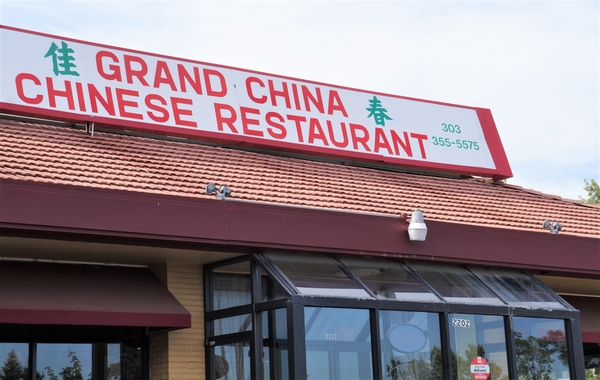 佳 GRAND CHINA 春
CHINESE RESTAURANT
303
355-5575
2202